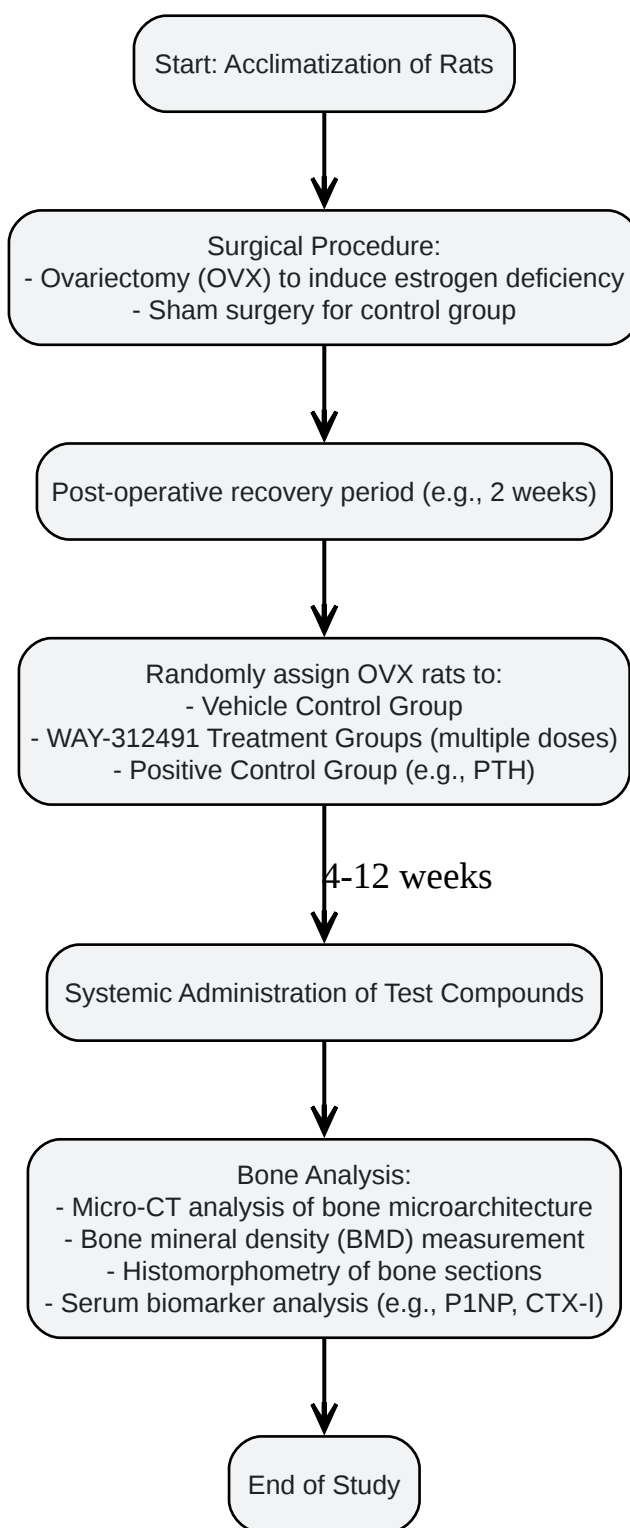 Start: Acclimatization of Rats
Surgical Procedure:
- Ovariectomy (OVX) to induce estrogen deficiency
- Sham surgery for control group
Post-operative recovery period (e.g., 2 weeks)
Randomly assign OVX rats to:
- Vehicle Control Group
- WAY-312491 Treatment Groups (multiple doses)
- Positive Control Group (e.g., PTH)
4-12 weeks
Systemic Administration of Test Compounds
Bone Analysis:
- Micro-CT analysis of bone microarchitecture
- Bone mineral density (BMD) measurement
- Histomorphometry of bone sections
- Serum biomarker analysis (e.g., P1NP, CTX-I)
End of Study